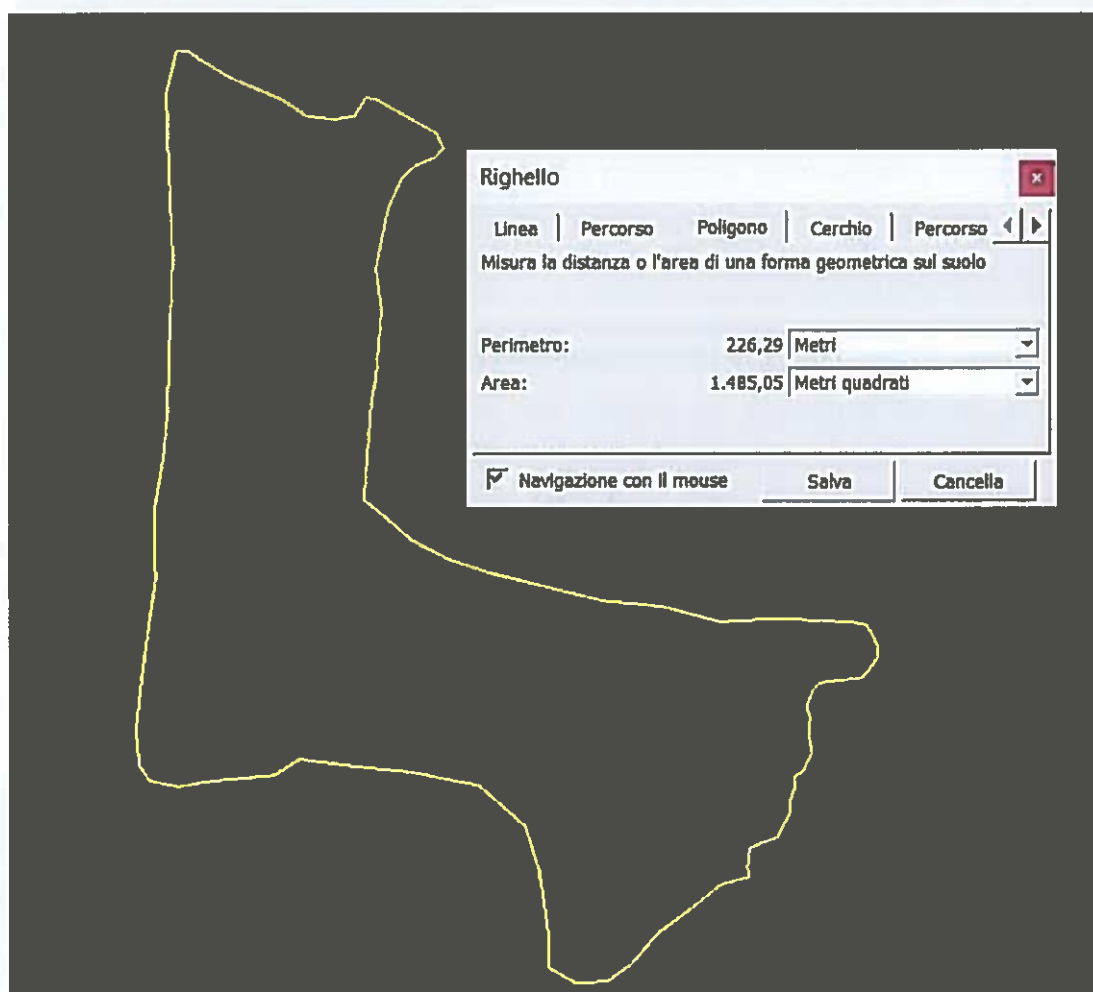 Righello
Linea Percorso Poligono Cerchio Percorso
Misura la distanza o l'area di una forma geometrica sul suolo
Perimetro: 226,29 Metri
Area: 1.485,05 Metri quadrati
Navigazione con il mouse Salva Cancella